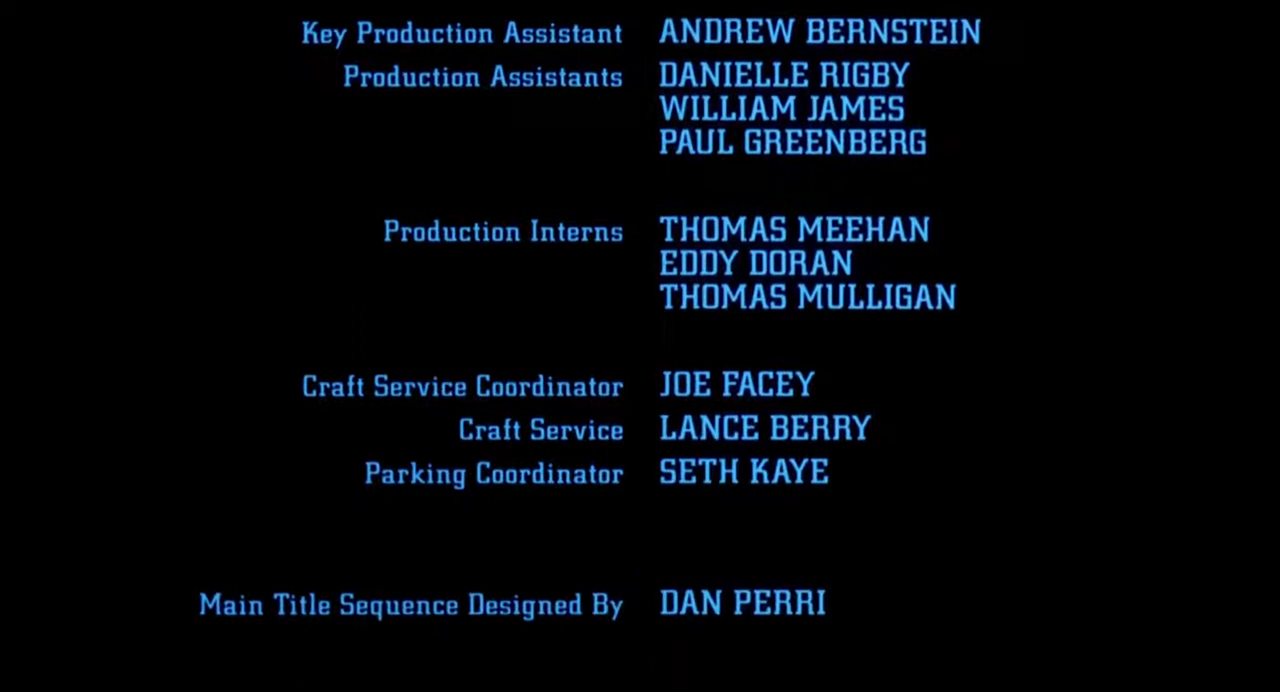 Key Production Assistant ANDREW BERNSTEIN
Production Assistants DANIELLE RIGBY
WILLIAM JAMES
PAUL GREENBERG
Production Interns THOMAS MEEHAN
EDDY DORAN
THOMAS MULLIGAN
Craft Service Coordinator JOE FACEY
Craft Service LANCE BERRY
Parking Coordinator SETH KAYE
Main Title Sequence Designed By DAN PERRI